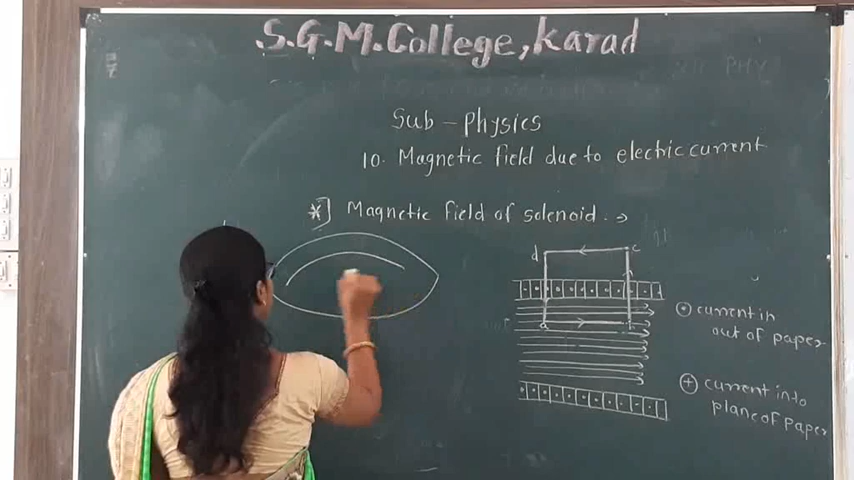 S.G.M. College, Karad
Sub - Physics
10. Magnetic field due to electric current
*] Magnetic field of solenoid. →
d
c
a
current in
out of paper
current into
plane of paper